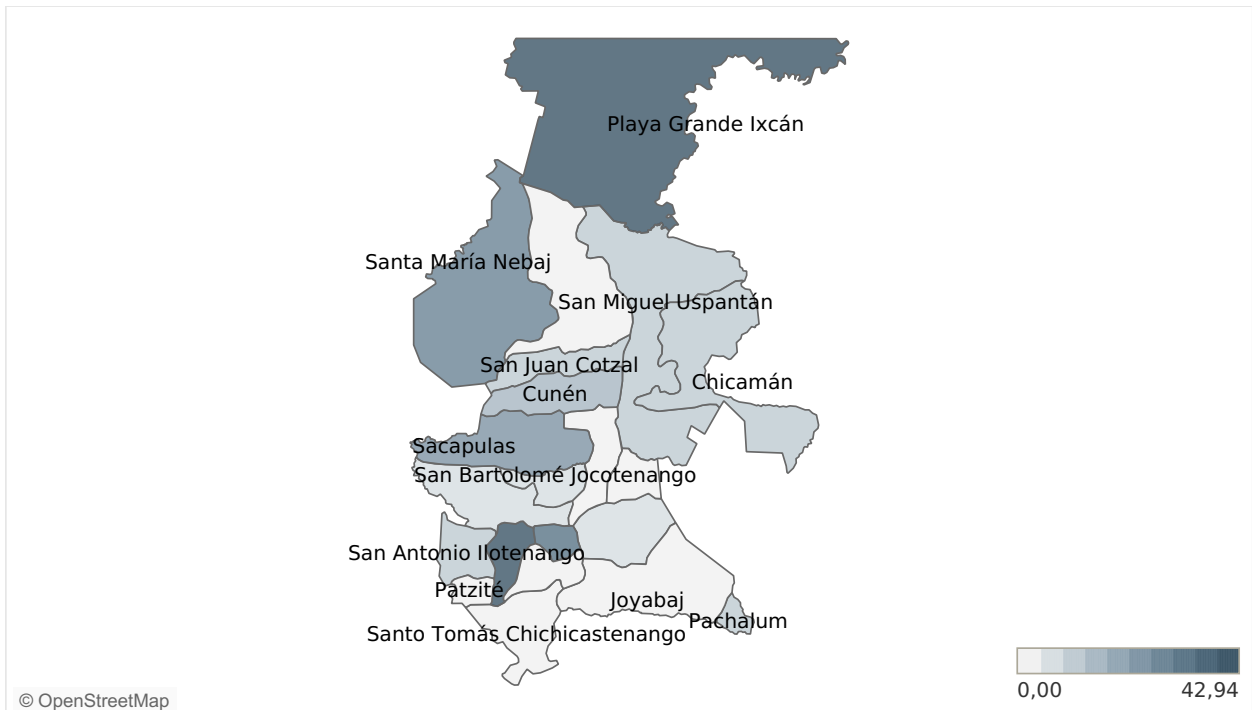 Playa Grande Ixcán
Santa María Nebaj
San Miguel Uspantán
San Juan Cotzal
Chicamán
Cunén
Sacapulas
San Bartolomé Jocotenango
San Antonio Ilotenango
Patzité
Joyabaj
Pachalum
Santo Tomás Chichicastenango
0,00
42,94
© OpenStreetMap